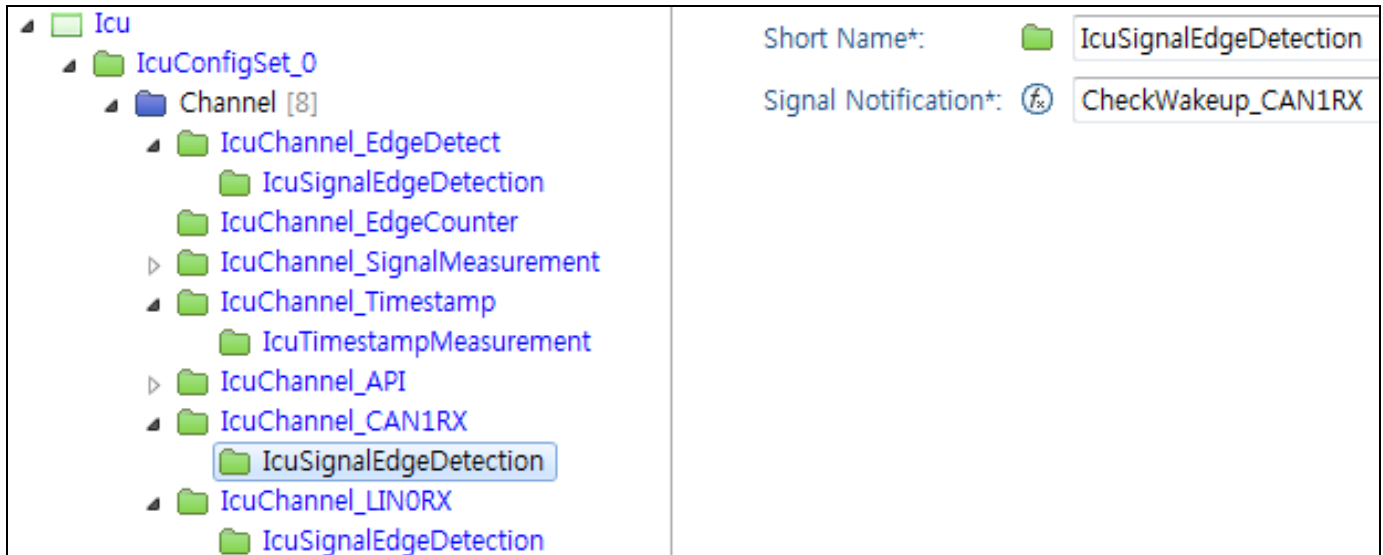 Icu
IcuConfigSet_0
Channel [8]
IcuChannel_EdgeDetect
IcuSignalEdgeDetection
IcuChannel_EdgeCounter
IcuChannel_SignalMeasurement
IcuChannel_Timestamp
IcuTimestampMeasurement
IcuChannel_API
IcuChannel_CAN1RX
IcuSignalEdgeDetection
IcuChannel_LIN0RX
IcuSignalEdgeDetection
Short Name*: IcuSignalEdgeDetection
Signal Notification*: CheckWakeup_CAN1RX